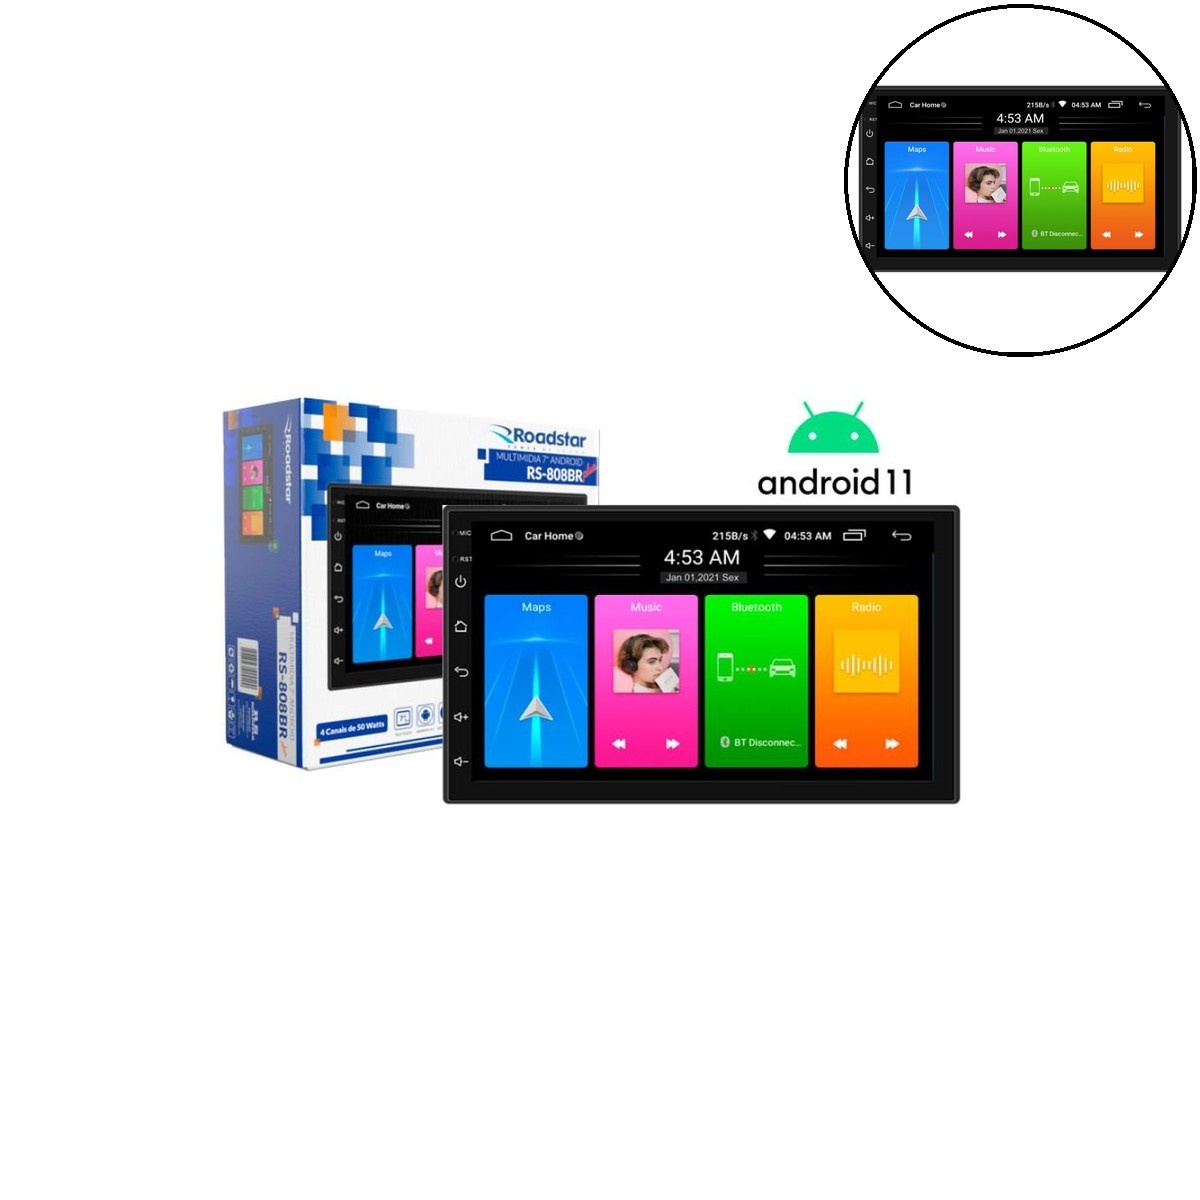 Car Home
215B/s
04:53 AM
4:53 AM
Jan 01,2021 Sex
Maps
Music
Bluetooth
Radio
BT Disconnec...
android 11
Roadstar
MULTIMIDIA 7" ANDROID
RS-808BR
Car Home
Maps
4 Canais de 50 Watts
Roadstar
RS-808BR
MIC
RST
Car Home
215B/s
04:53 AM
4:53 AM
Jan 01,2021 Sex
Maps
Music
Bluetooth
Radio
BT Disconnec...